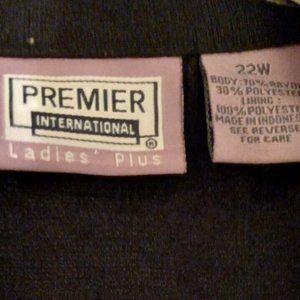 PREMIER
INTERNATIONAL
®
Ladies' Plus
22W
BODY: 70% RAYON
30% POLYESTER
LINING:
100% POLYESTER
MADE IN INDONES
SEE REVERSE
FOR CARE